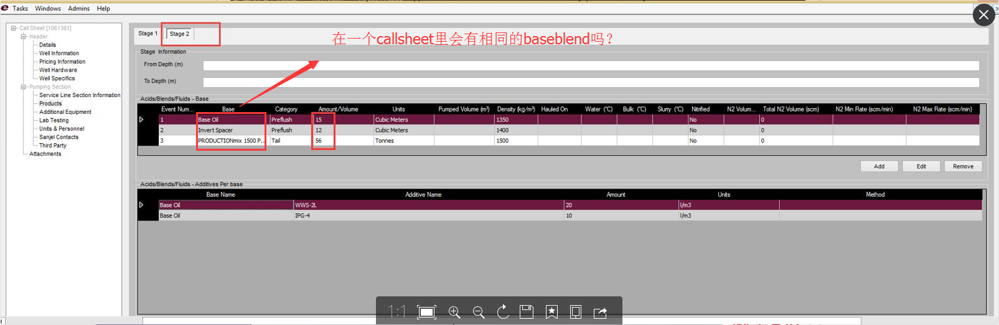 Tasks Windows Admins Help
Call Sheet [1061381]
Header
Details
Well Information
Pricing Information
Well Hardware
Well Specifics
Pumping Section
Service Line Section Information
Products
Additional Equipment
Lab Testing
Units & Personnel
Sanjel Contacts
Third Party
Attachments
Stage 1 Stage 2
在一个callsheet里会有相同的baseblend吗?
Stage Information
From Depth (m)
To Depth (m)
Acids/Blends/Fluids - Base
Event Num... Base Category Amount/Volume Units Pumped Volume (m³) Density (kg/m³) Hauled On Water (°C) Bulk (°C) Slurry (°C) Nitrified N2 Volum... Total N2 Volume (scm) N2 Min Rate (scm/min) N2 Max Rate (scm/min)
1 Base Oil Preflush 15 Cubic Meters 1350 No 0
2 Invert Spacer Preflush 12 Cubic Meters 1400 No 0
3 PRODUCTIONmix 1500 P... Tail 56 Tonnes 1500 No 0
Add Edit Remove
Acids/Blends/Fluids - Additives Per base
Base Name Additive Name Amount Units Method
Base Oil WWS-2L 20 l/m3
Base Oil IPG-4 10 l/m3
1:1